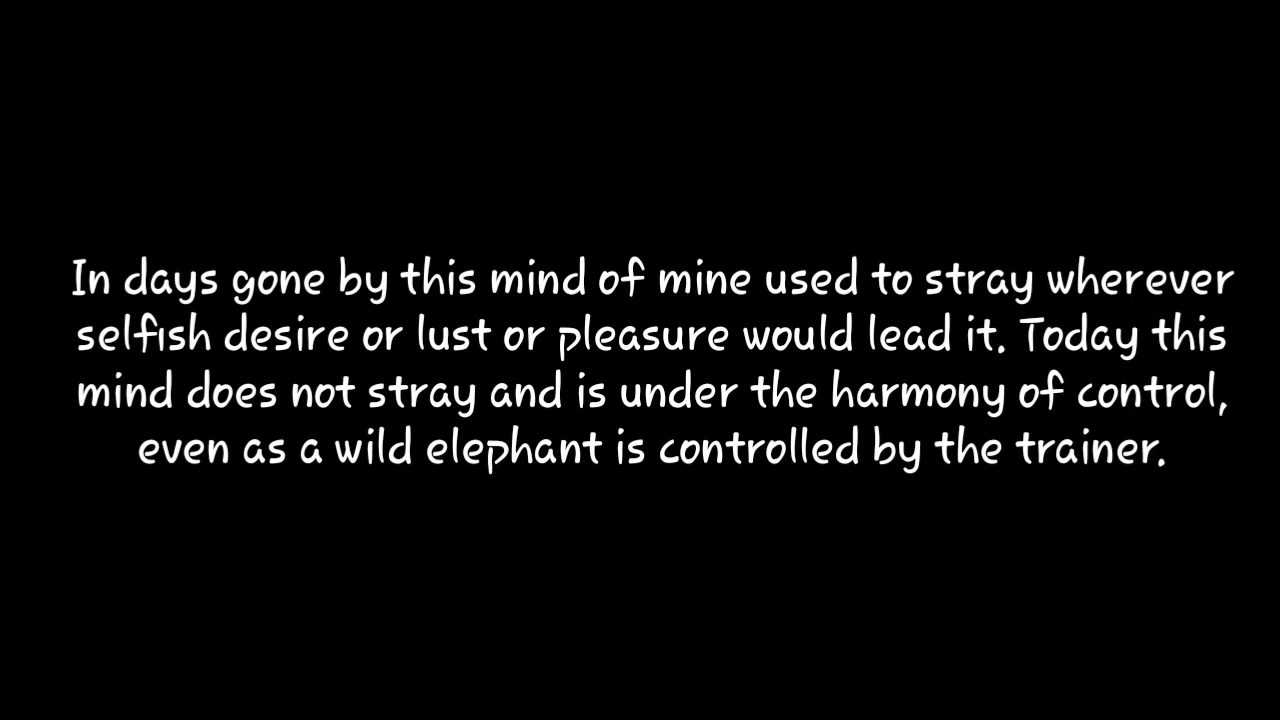 In days gone by this mind of mine used to stray wherever
selfish desire or lust or pleasure would lead it. Today this
mind does not stray and is under the harmony of control,
even as a wild elephant is controlled by the trainer.